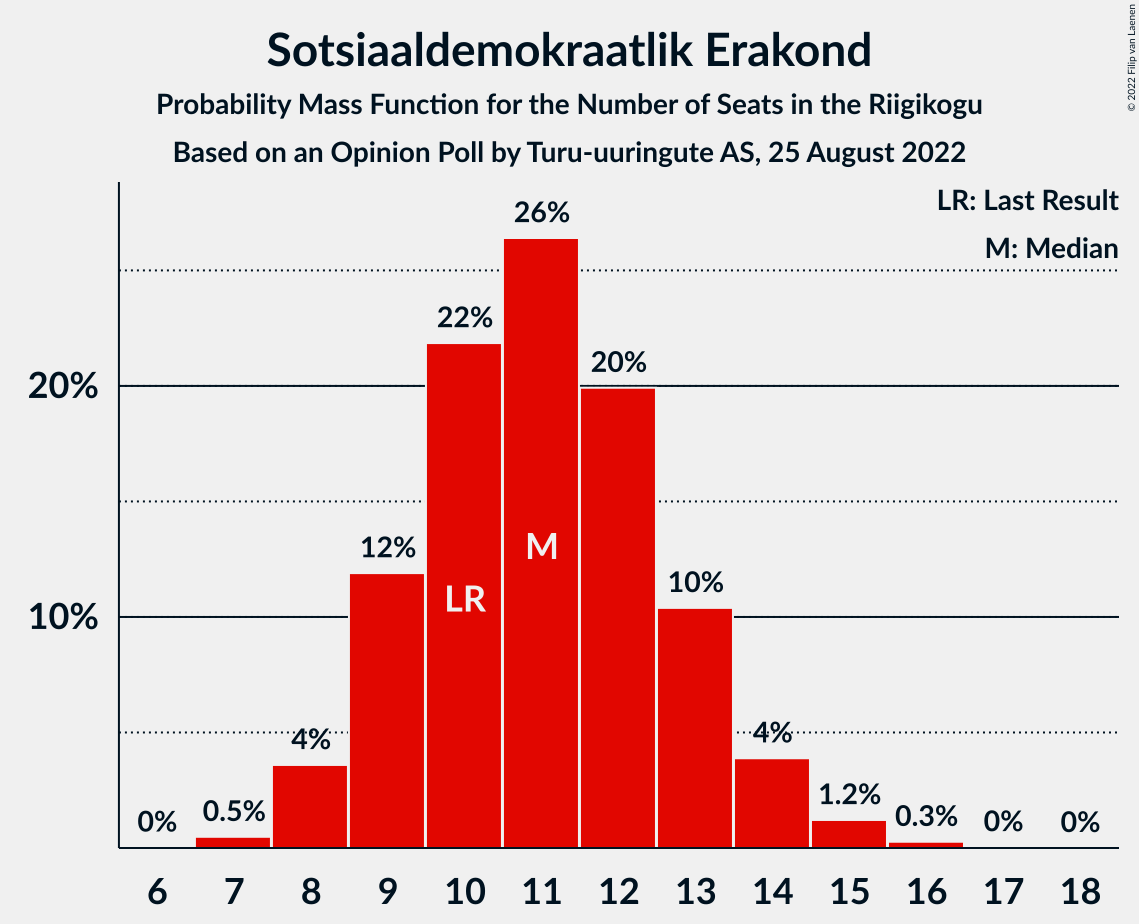 Sotsiaaldemokraatlik Erakond
Probability Mass Function for the Number of Seats in the Riigikogu
Based on an Opinion Poll by Turu-uuringute AS, 25 August 2022
© 2022 Filip van Laenen
LR: Last Result
M: Median
26%
22%
20%
20%
12%
10%
10%
M
LR
4%
4%
0%
0.5%
1.2%
0.3%
0%
0%
6 7 8 9 10 11 12 13 14 15 16 17 18